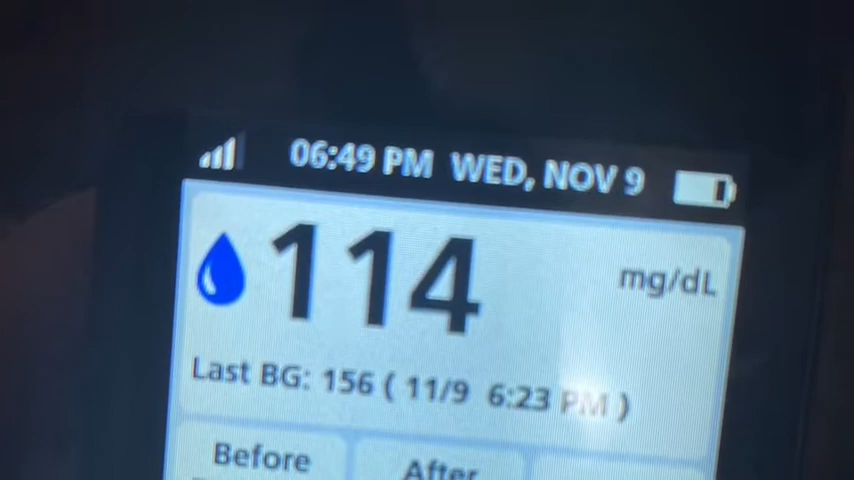 06:49 PM WED, NOV 9
114 mg/dL
Last BG: 156 ( 11/9 6:23 PM )
Before After